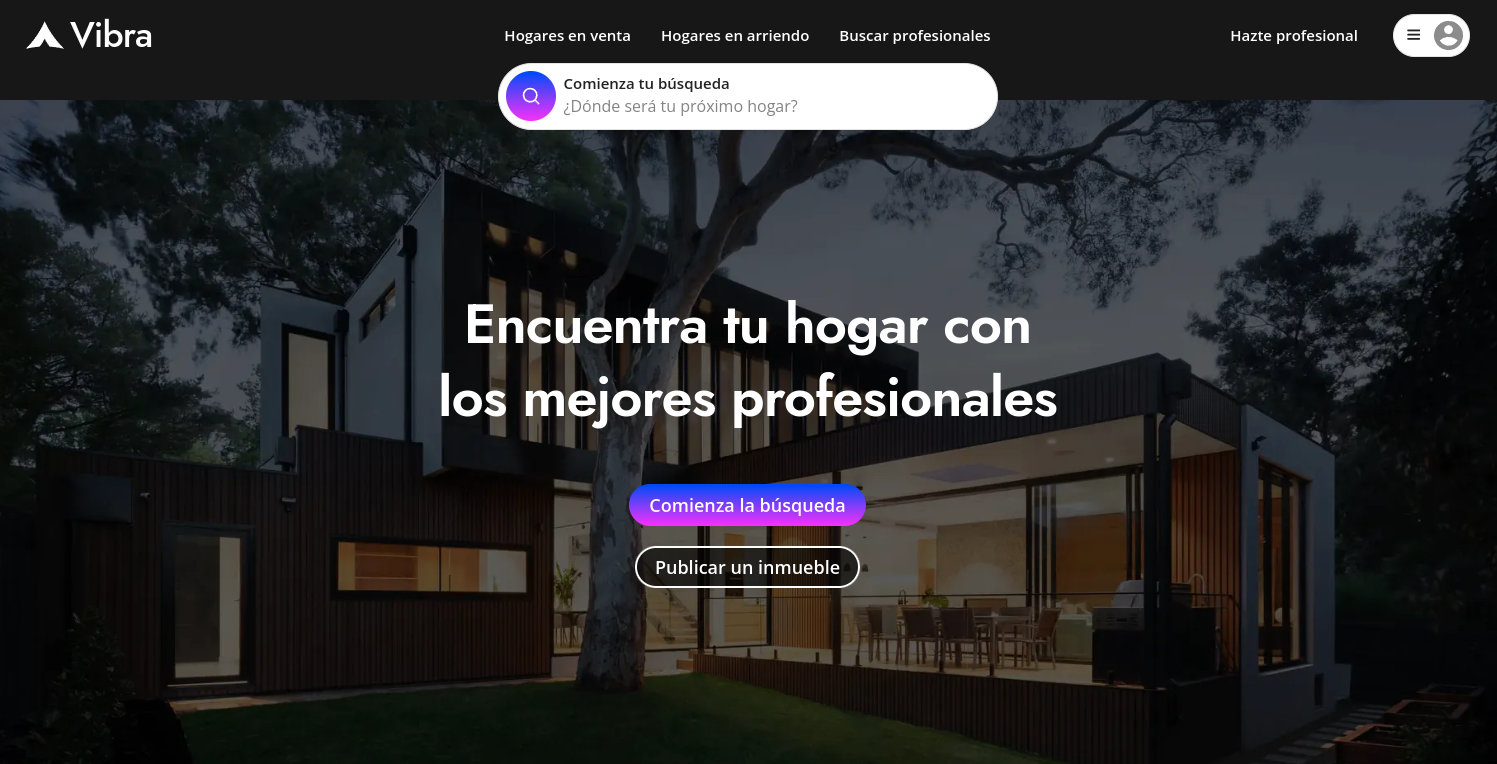 Vibra
Hogares en venta
Hogares en arriendo
Buscar profesionales
Hazte profesional
Comienza tu búsqueda
¿Dónde será tu próximo hogar?
Encuentra tu hogar con
los mejores profesionales
Comienza la búsqueda
Publicar un inmueble